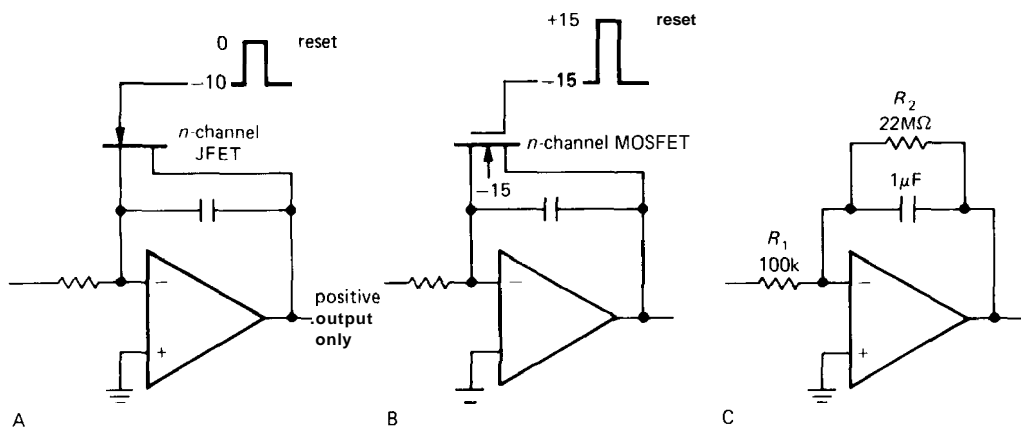 0
reset
−10
n-channel
JFET
−
+
positive
.output
only
A
+15
reset
−15
n-channel MOSFET
−15
−
+
B
R2
22MΩ
1μF
R1
100k
−
+
C